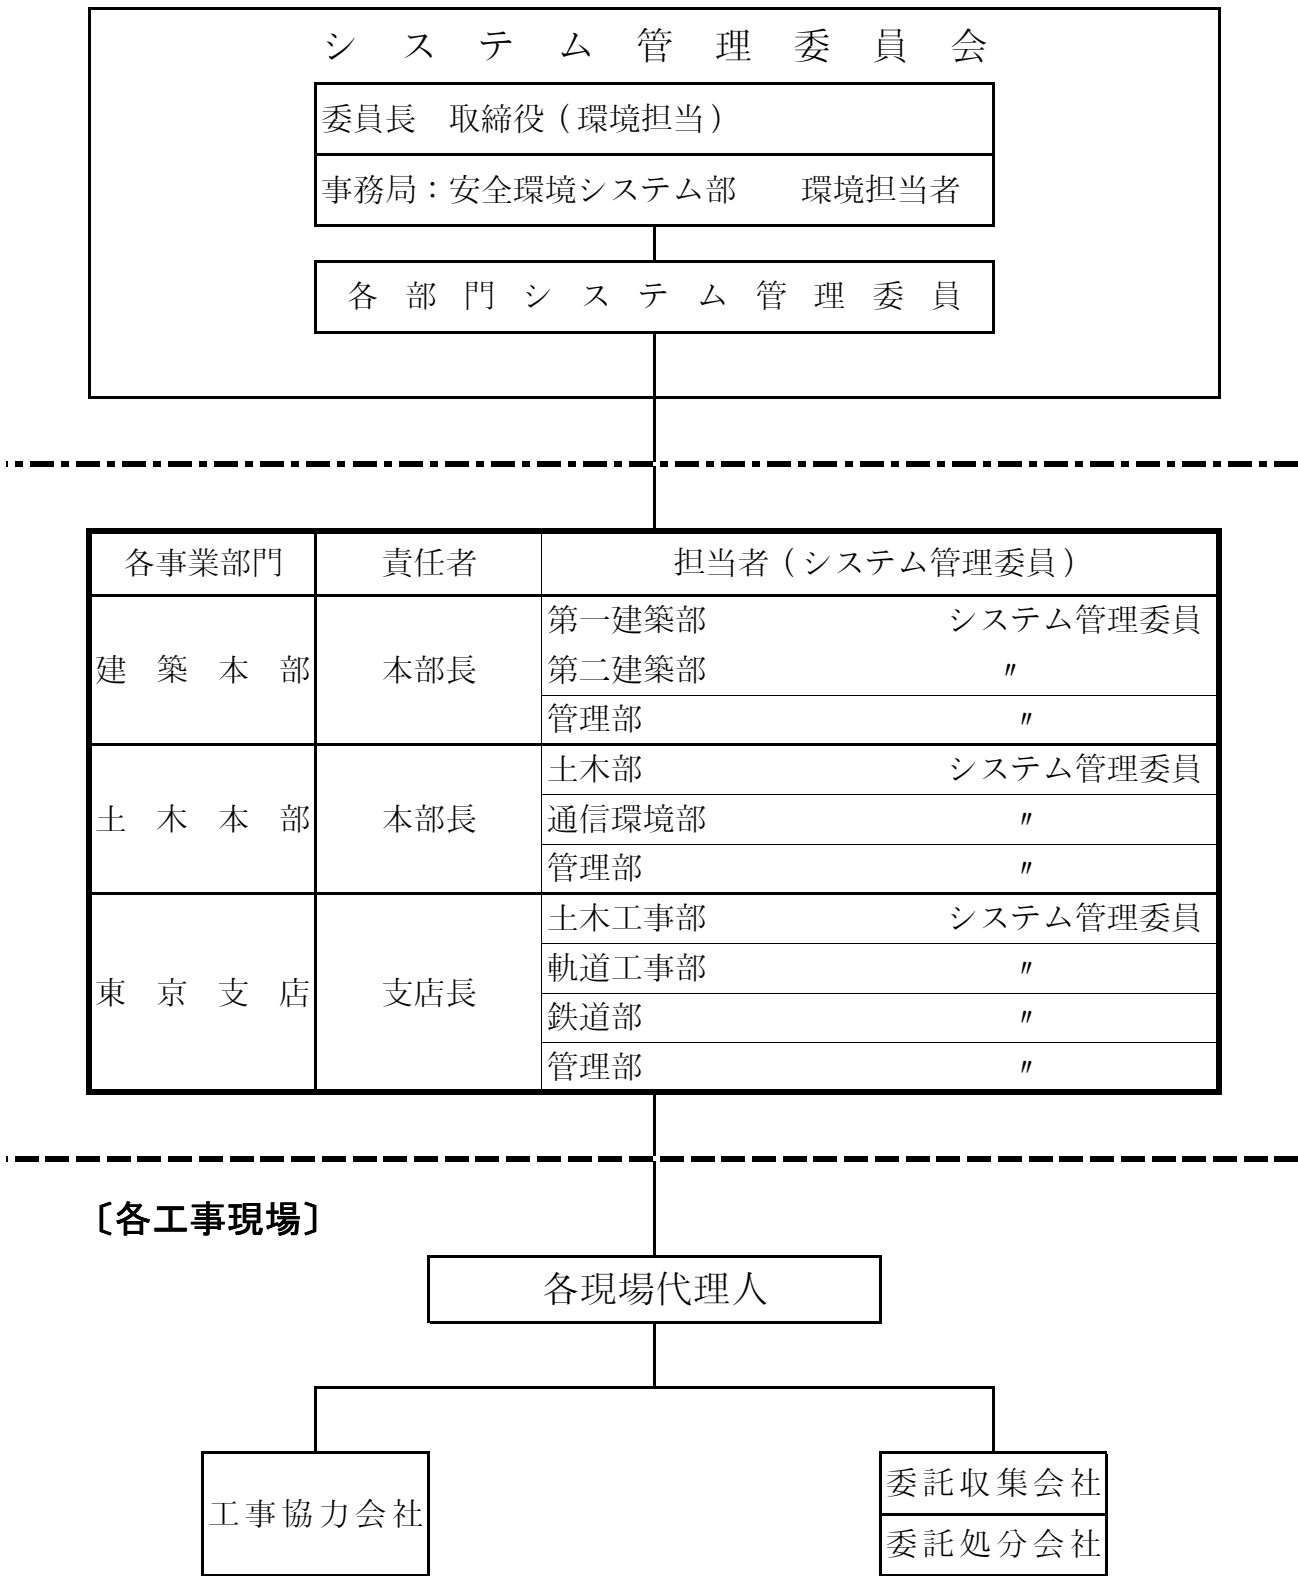 システム管理委員会
委員長　取締役（環境担当）
事務局：安全環境システム部　　環境担当者
各部門システム管理委員
各事業部門　責任者　担当者（システム管理委員）
第一建築部　システム管理委員
建築本部　本部長　第二建築部　〃
管理部　〃
土木部　システム管理委員
土木本部　本部長　通信環境部　〃
管理部　〃
土木工事部　システム管理委員
軌道工事部　〃
東京支店　支店長
鉄道部　〃
管理部　〃
〔各工事現場〕
各現場代理人
工事協力会社
委託収集会社
委託処分会社